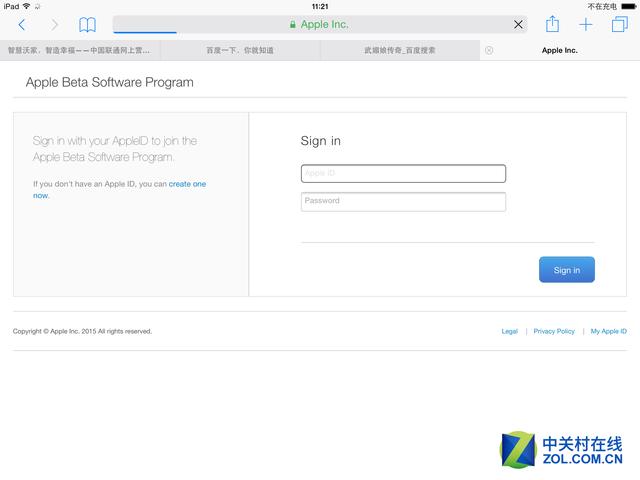 iPad
11:21
不在充电
Apple Inc.
智慧沃家，智造幸福——中国联通网上营...
百度一下，你就知道
武媚娘传奇_百度搜索
Apple Inc.
Apple Beta Software Program
Sign in with your AppleID to join the
Apple Beta Software Program.
If you don't have an Apple ID, you can create one
now.
Sign in
Apple ID
Password
Sign in
Copyright © Apple Inc. 2015 All rights reserved.
Legal | Privacy Policy | My Apple ID
中关村在线
ZOL.COM.CN